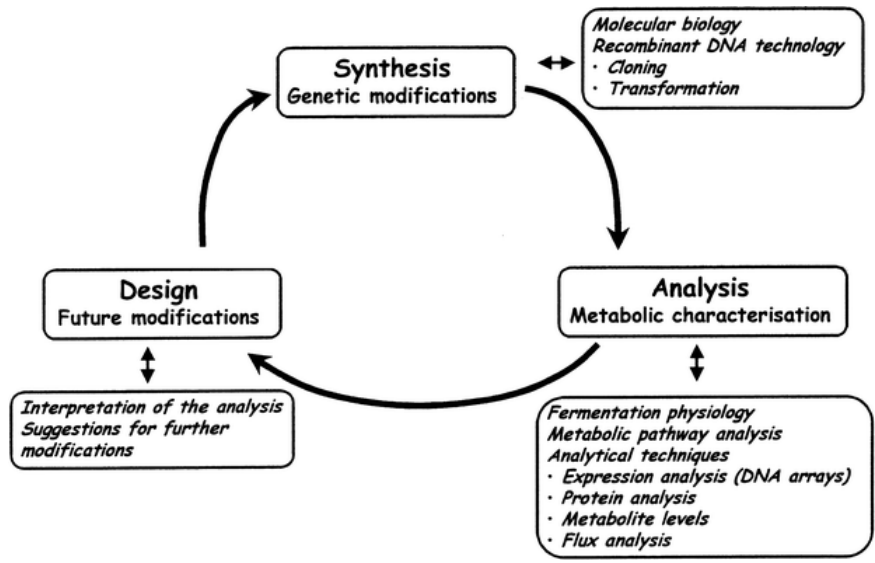 Synthesis
Genetic modifications
Molecular biology
Recombinant DNA technology
· Cloning
· Transformation
Analysis
Metabolic characterisation
Fermentation physiology
Metabolic pathway analysis
Analytical techniques
· Expression analysis (DNA arrays)
· Protein analysis
· Metabolite levels
· Flux analysis
Design
Future modifications
Interpretation of the analysis
Suggestions for further
modifications